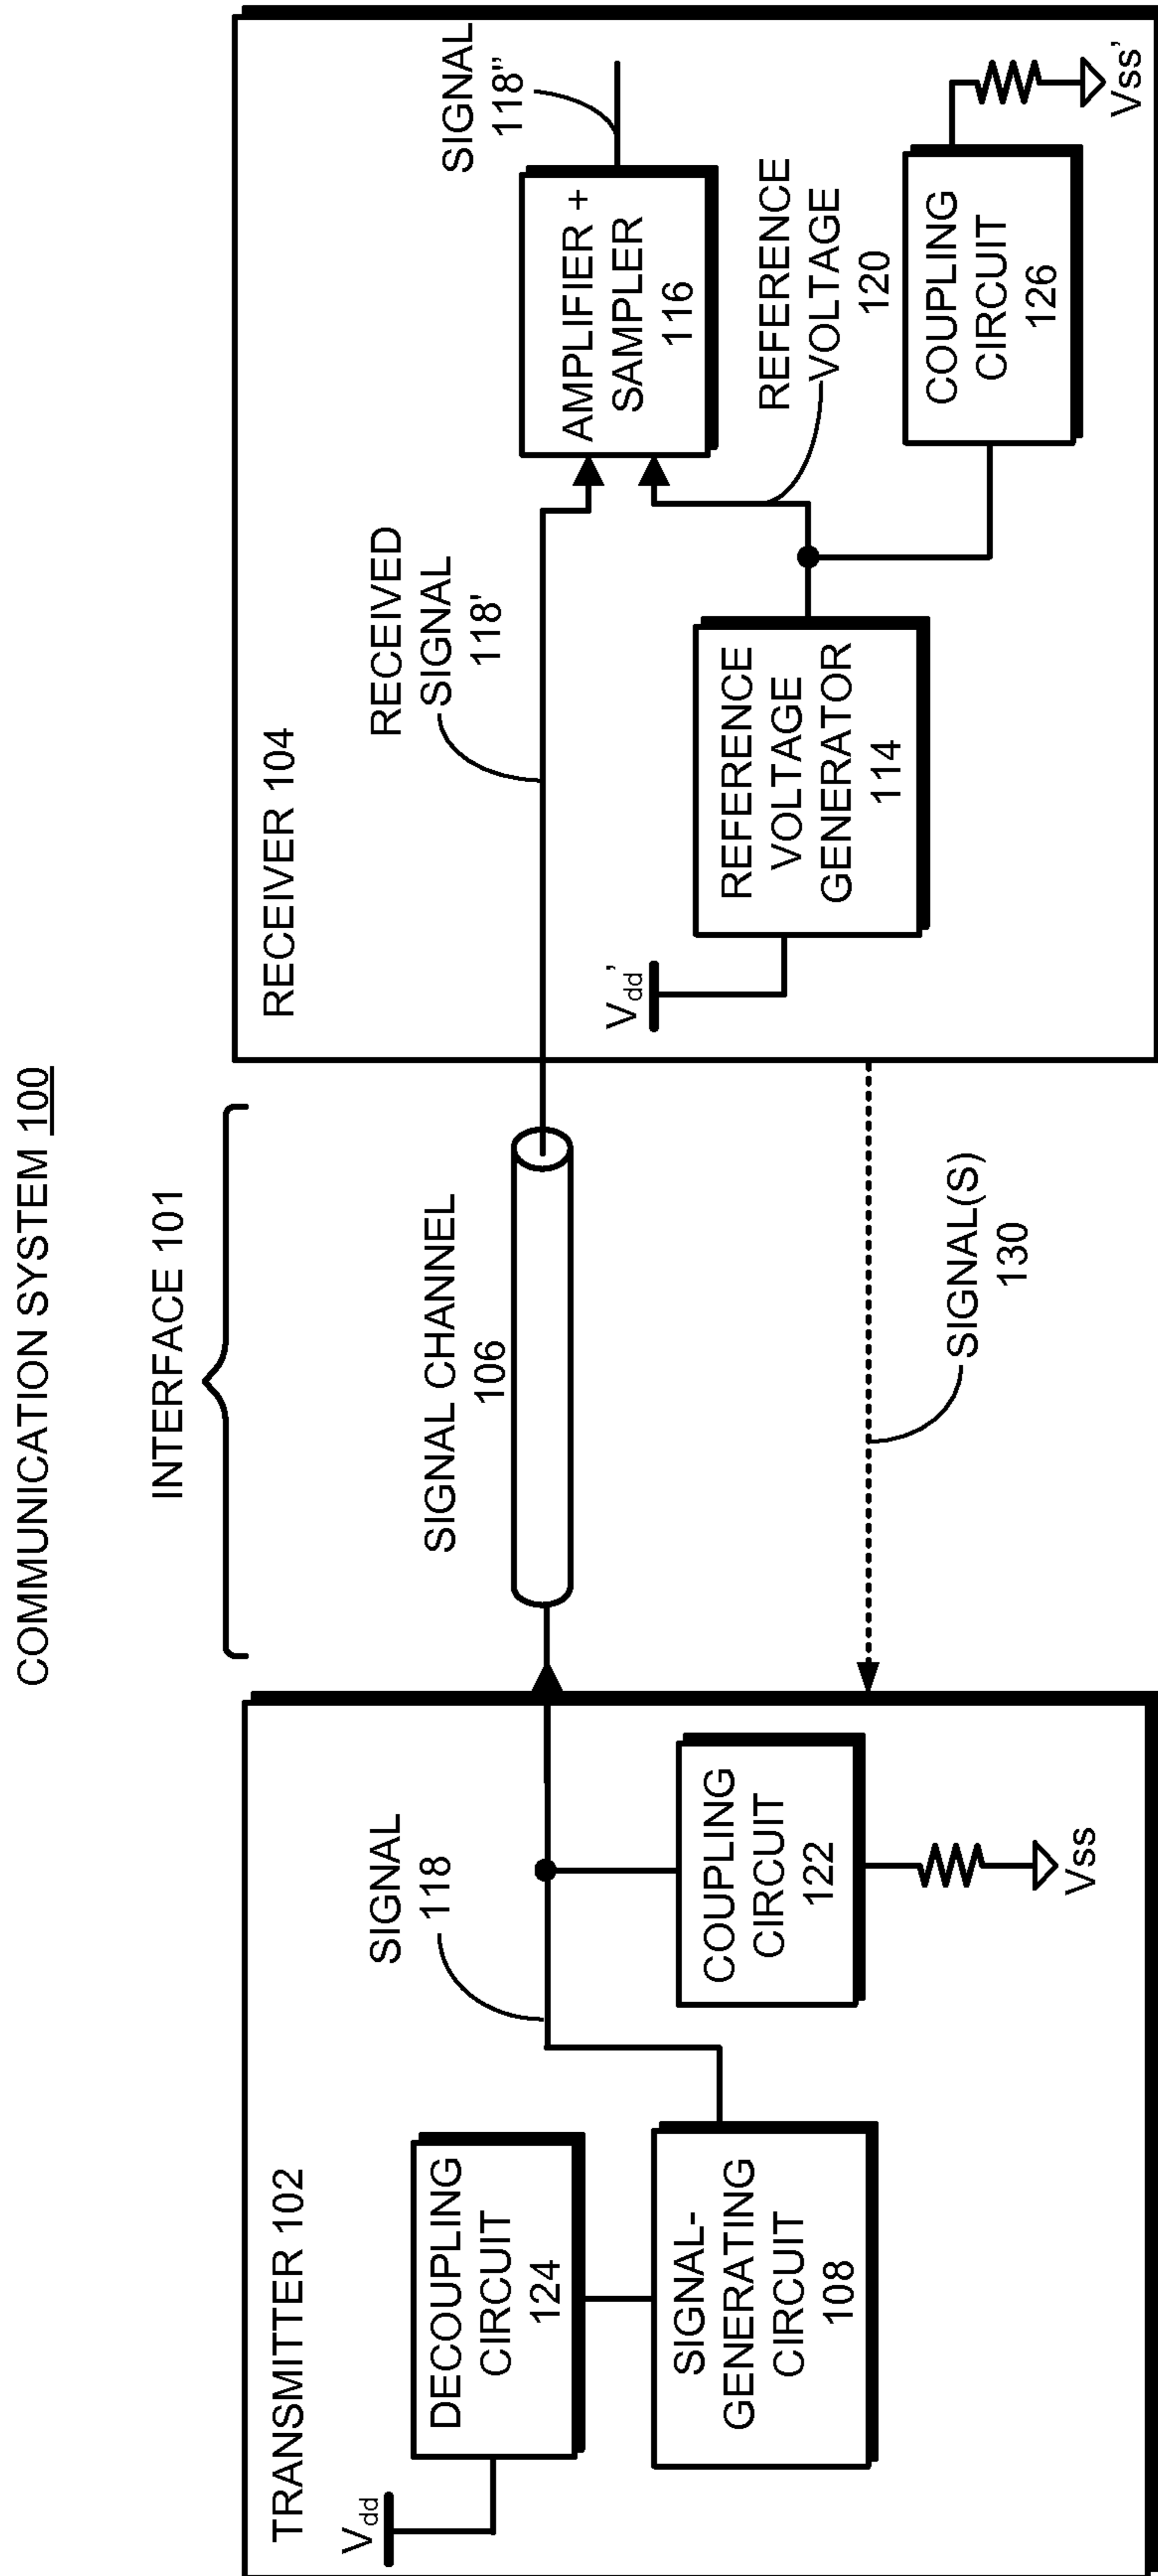 COMMUNICATION SYSTEM 100
INTERFACE 101
TRANSMITTER 102
Vdd
DECOUPLING
CIRCUIT
124
SIGNAL-
GENERATING
CIRCUIT
108
SIGNAL
118
COUPLING
CIRCUIT
122
Vss
SIGNAL CHANNEL
106
SIGNAL(S)
130
RECEIVER 104
Vdd'
RECEIVED
SIGNAL
118'
REFERENCE
VOLTAGE
GENERATOR
114
AMPLIFIER +
SAMPLER
116
SIGNAL
118"
REFERENCE
VOLTAGE
120
COUPLING
CIRCUIT
126
Vss'